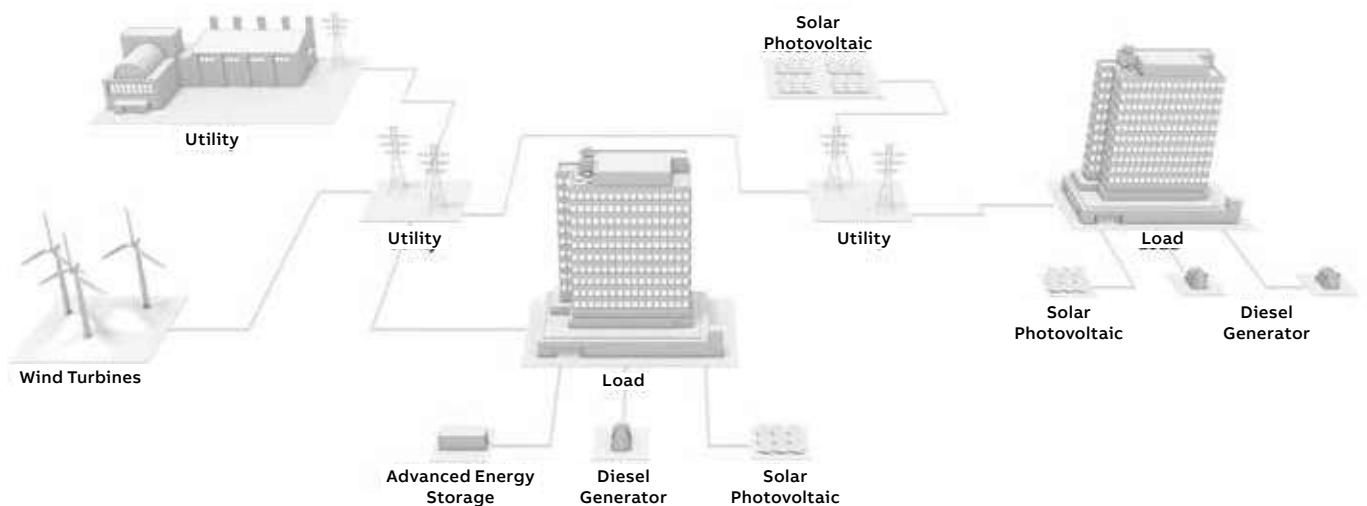 Solar
Photovoltaic
Utility
Utility
Utility
Load
Solar
Photovoltaic
Diesel
Generator
Wind Turbines
Load
Advanced Energy
Storage
Diesel
Generator
Solar
Photovoltaic